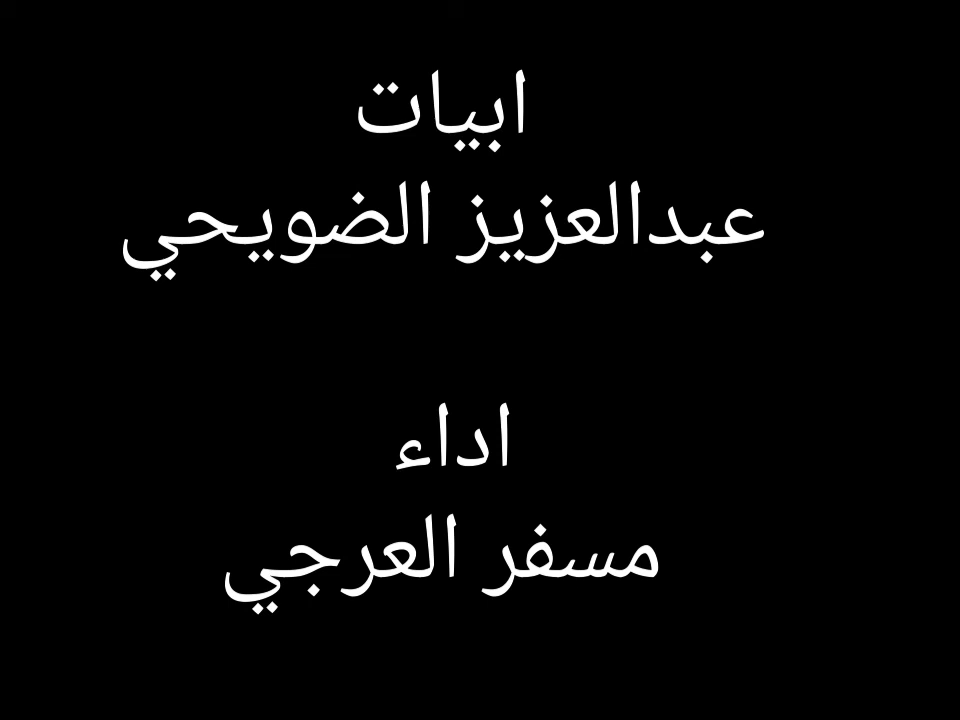 ابيات
عبدالعزيز الضويحي
اداء
مسفر العرجي